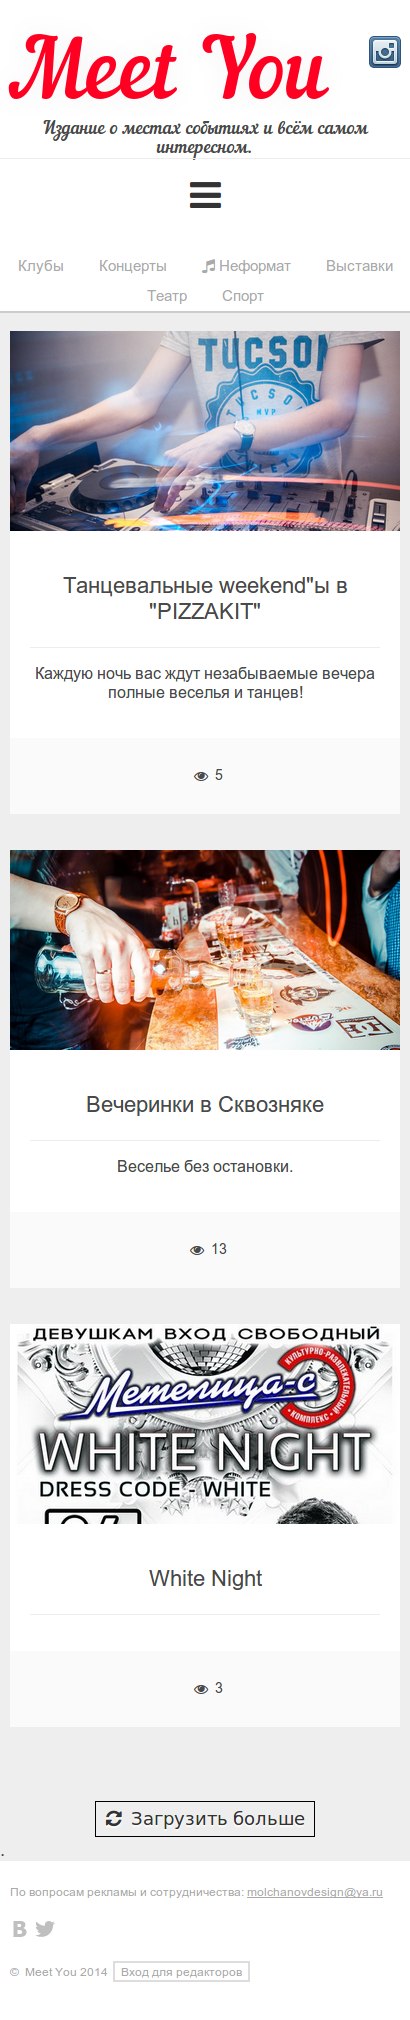 Meet You
Издание о местах событиях и всём самом
интересном.
Клубы Концерты Неформат Выставки
Театр Спорт
TUCSON
TUCSO
MVP
Танцевальные weekend"ы в
"PIZZAKIT"
Каждую ночь вас ждут незабываемые вечера
полные веселья и танцев!
5
Вечеринки в Сквозняке
Веселье без остановки.
13
ДЕВУШКАМ ВХОД СВОБОДНЫЙ
КУЛЬТУРНО-РАЗВЛЕКАТЕЛЬНЫЙ
КОМПЛЕКС
Метелица-с
WHITE NIGHT
DRESS CODE - WHITE
White Night
3
Загрузить больше
.
По вопросам рекламы и сотрудничества: molchanovdesign@ya.ru
B
© Meet You 2014 Вход для редакторов